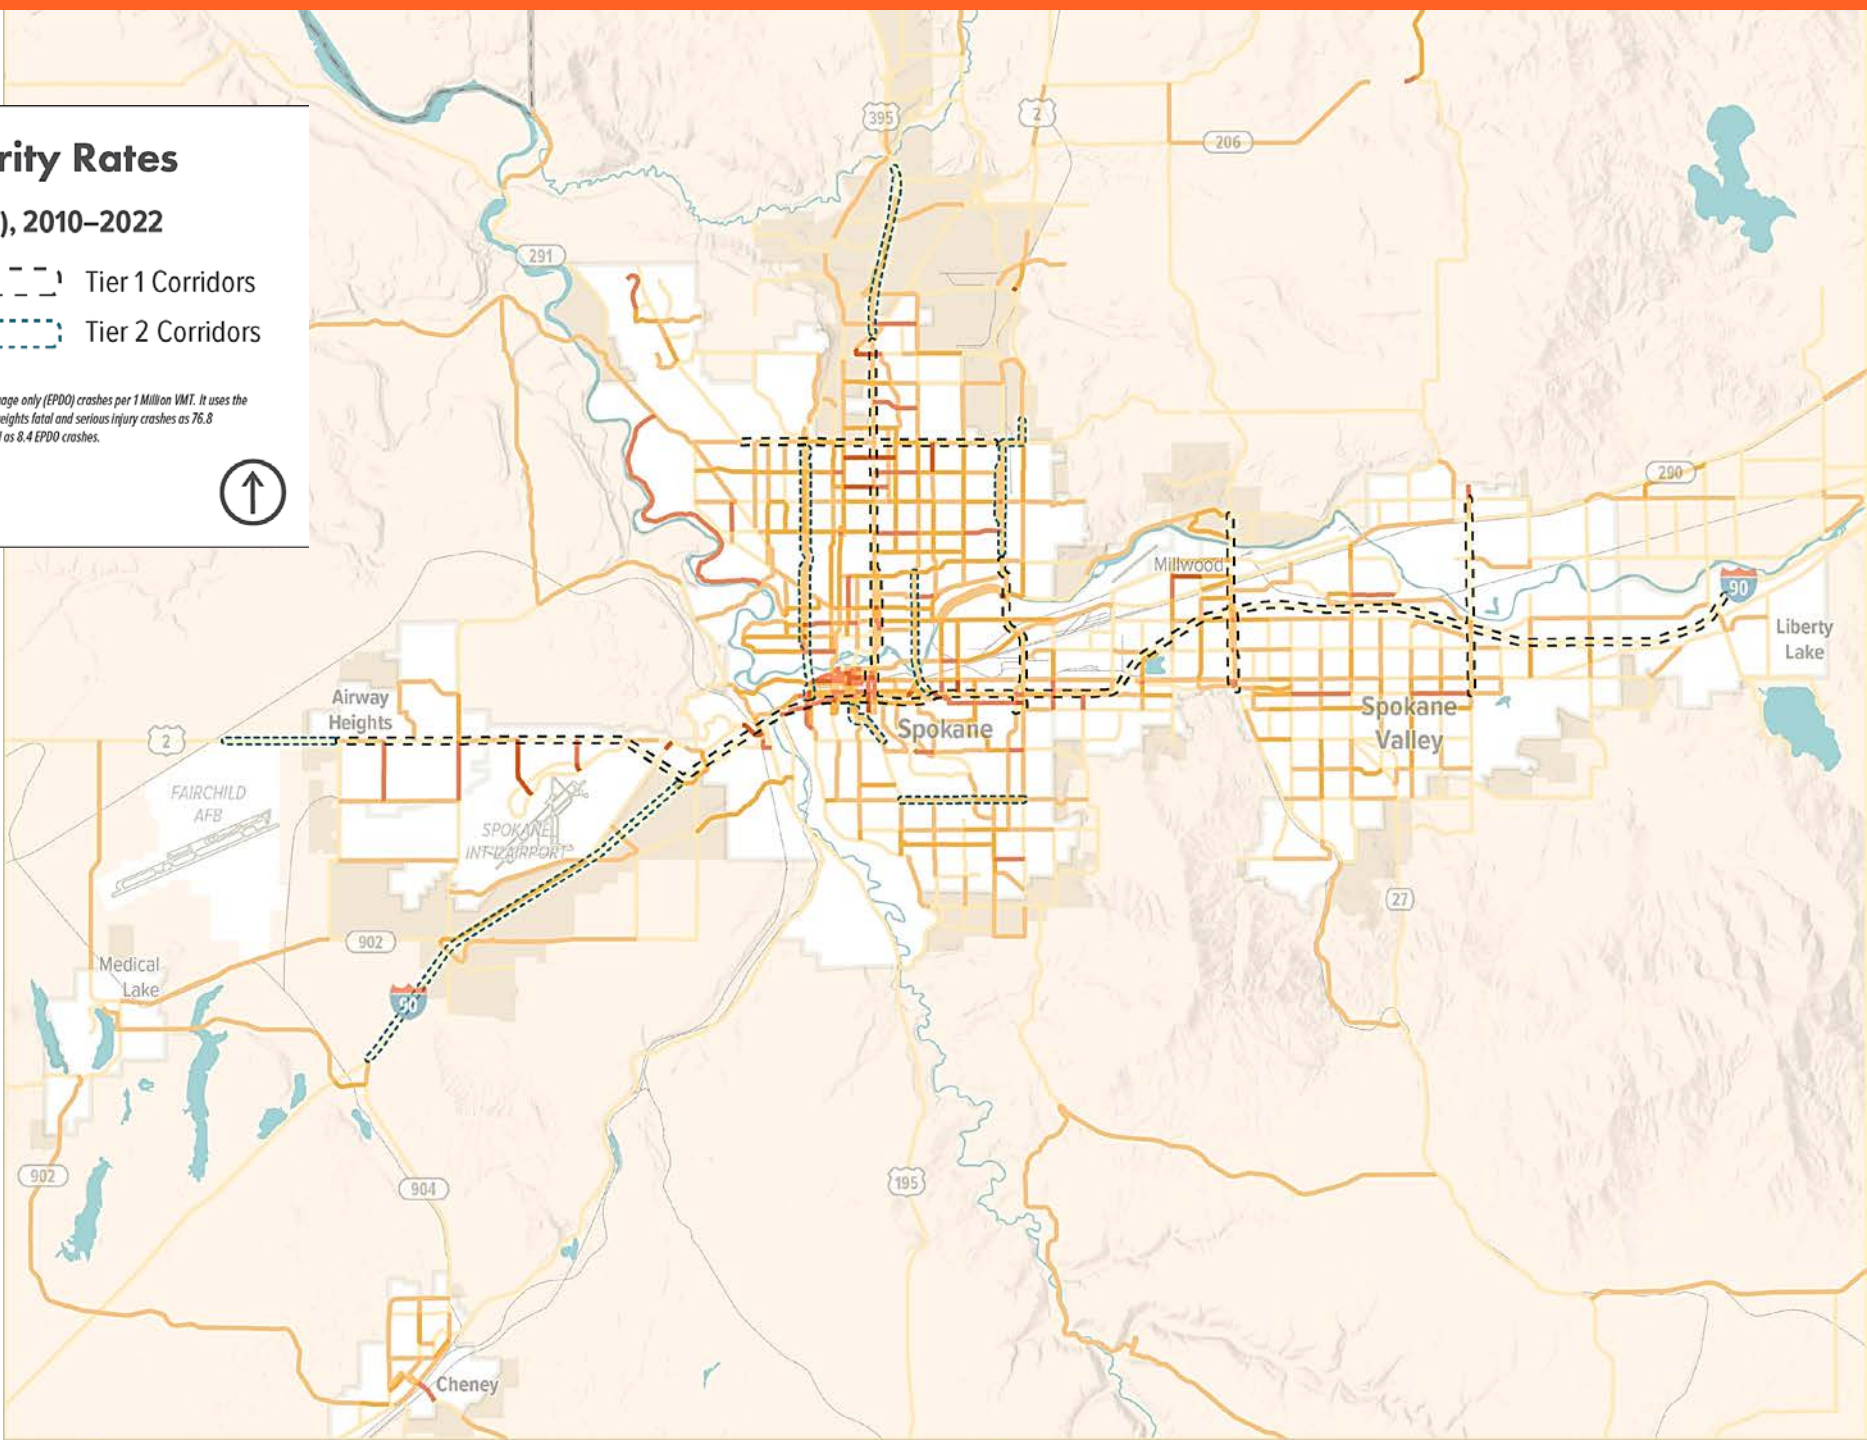 rity Rates
), 2010–2022
Tier 1 Corridors
Tier 2 Corridors
age only (EPDO) crashes per 1 Million VMT. It uses the
eights fatal and serious injury crashes as 76.8
l as 8.4 EPDO crashes.
395
2
206
291
290
Millwood
90
Liberty
Lake
Airway
Heights
2
Spokane
Spokane
Valley
FAIRCHILD
AFB
SPOKANE
INT'L AIRPORT
27
902
Medical
Lake
90
902
904
195
Cheney